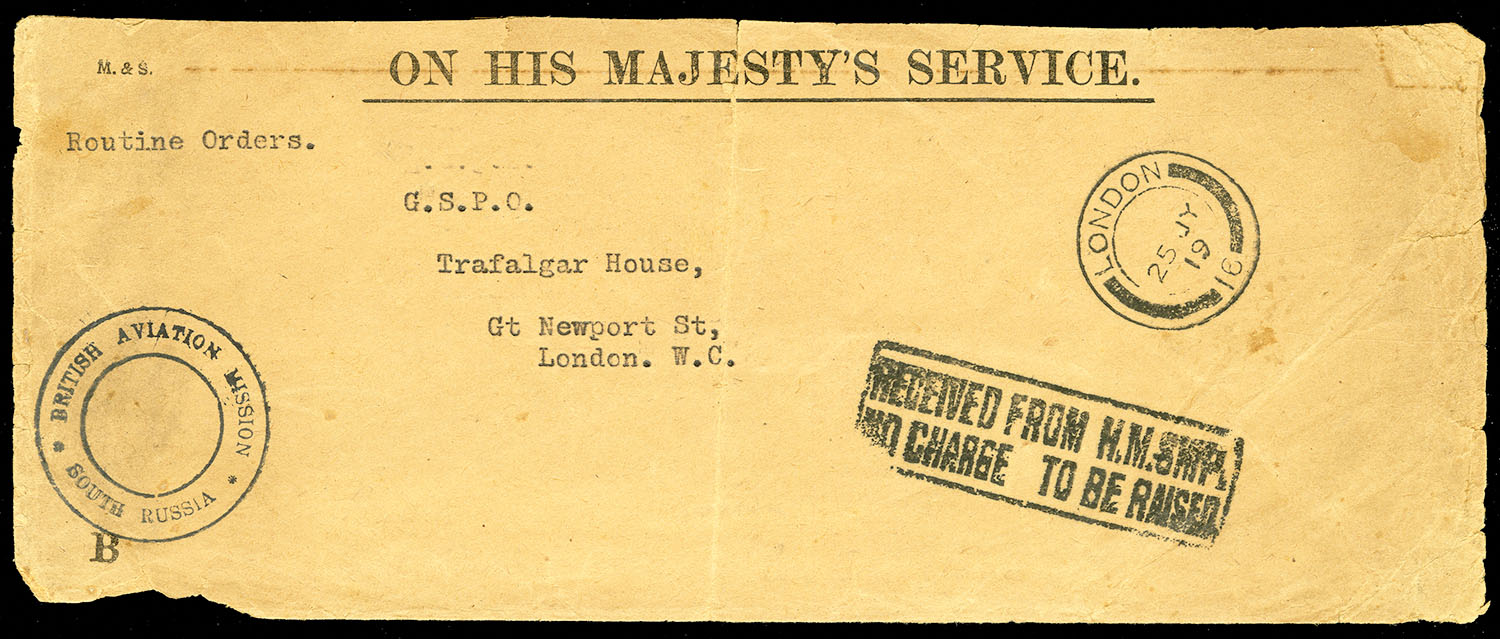 M. & S.
ON HIS MAJESTY'S SERVICE.
Routine Orders.
G.S.P.O.
Trafalgar House,
Gt Newport St,
London. W.C.
LONDON
25 JY
19
91
* BRITISH AVIATION MISSION *
SOUTH RUSSIA
B
RECEIVED FROM H.M. SHIP.
NO CHARGE TO BE RAISED